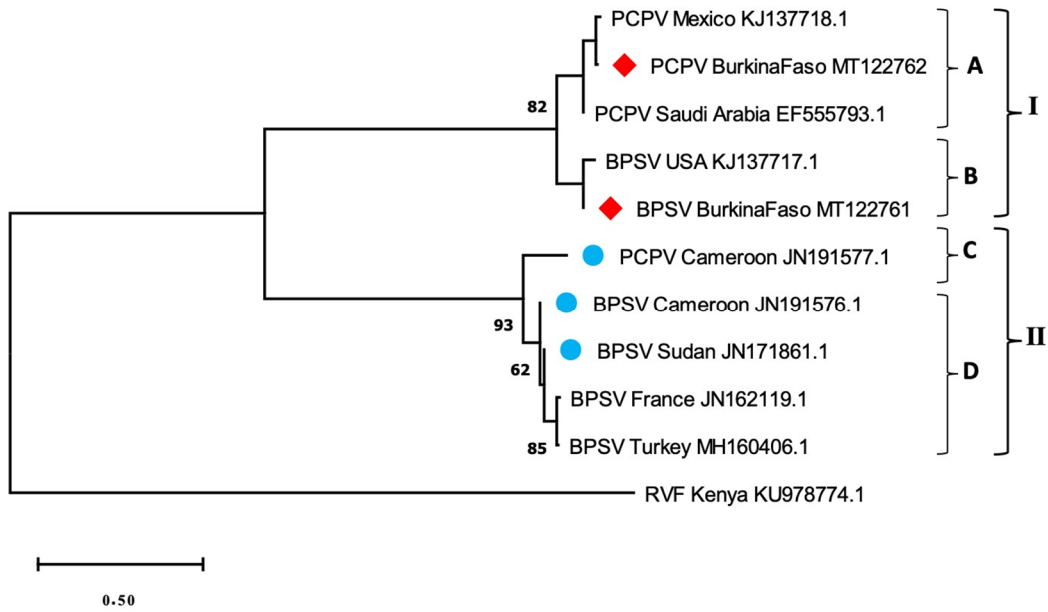 PCPV Mexico KJ137718.1
PCPV BurkinaFaso MT122762
A
82
I
PCPV Saudi Arabia EF555793.1
BPSV USA KJ137717.1
B
BPSV BurkinaFaso MT122761
PCPV Cameroon JN191577.1
C
BPSV Cameroon JN191576.1
93
II
BPSV Sudan JN171861.1
62
D
BPSV France JN162119.1
85
BPSV Turkey MH160406.1
RVF Kenya KU978774.1
0.50